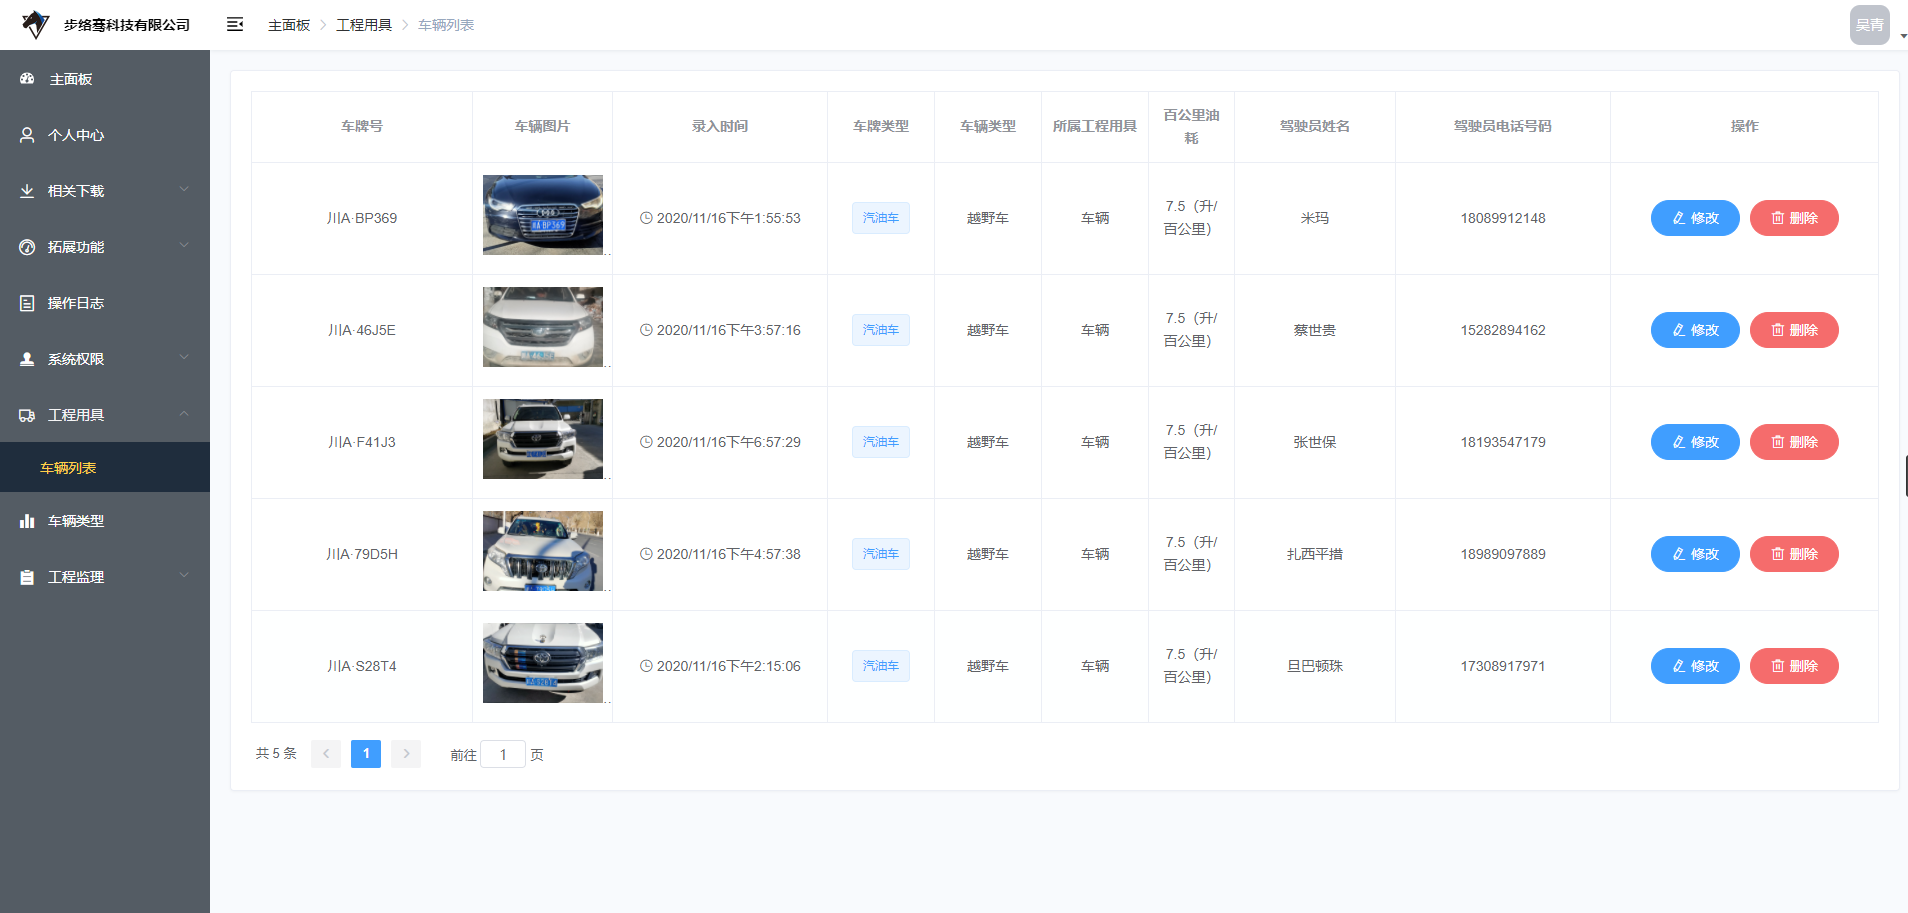 步络骞科技有限公司
主面板
工程用具
车辆列表
吴青
主面板
个人中心
相关下载
拓展功能
操作日志
系统权限
工程用具
车辆列表
车辆类型
工程监理
车牌号 车辆图片 录入时间 车牌类型 车辆类型 所属工程用具 百公里油耗 驾驶员姓名 驾驶员电话号码 操作
川A·BP369 2020/11/16下午1:55:53 汽油车 越野车 车辆 7.5（升/百公里） 米玛 18089912148 修改 删除
川A·46J5E 2020/11/16下午3:57:16 汽油车 越野车 车辆 7.5（升/百公里） 蔡世贵 15282894162 修改 删除
川A·F41J3 2020/11/16下午6:57:29 汽油车 越野车 车辆 7.5（升/百公里） 张世保 18193547179 修改 删除
川A·79D5H 2020/11/16下午4:57:38 汽油车 越野车 车辆 7.5（升/百公里） 扎西平措 18989097889 修改 删除
川A·S28T4 2020/11/16下午2:15:06 汽油车 越野车 车辆 7.5（升/百公里） 旦巴顿珠 17308917971 修改 删除
共 5 条
1
前往 1 页